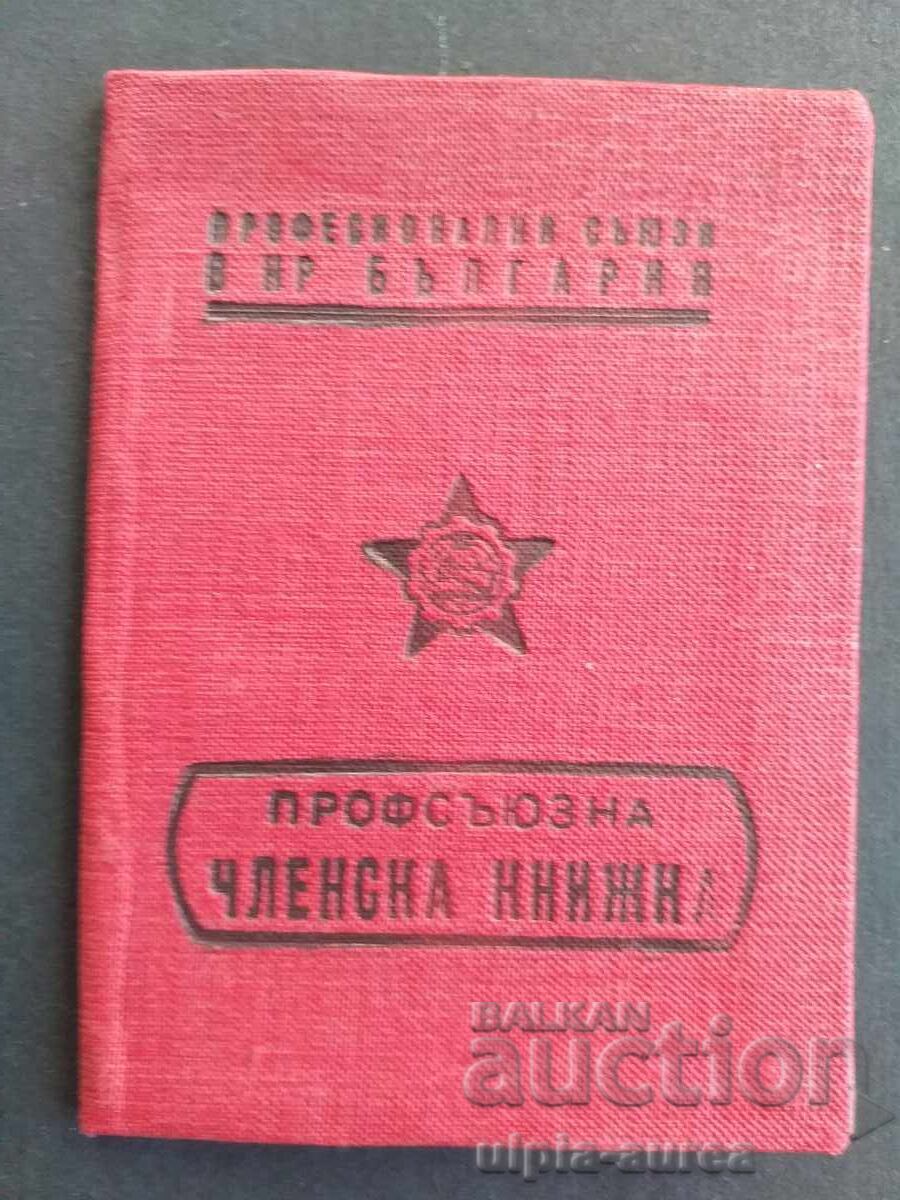 ПРОФЕСИОНАЛНИ СЪЮЗИ
В НР БЪЛГАРИЯ
ПРОФСЪЮЗНА
ЧЛЕНСКА КНИЖКА
BALKAN
auction
ulpia-aurea